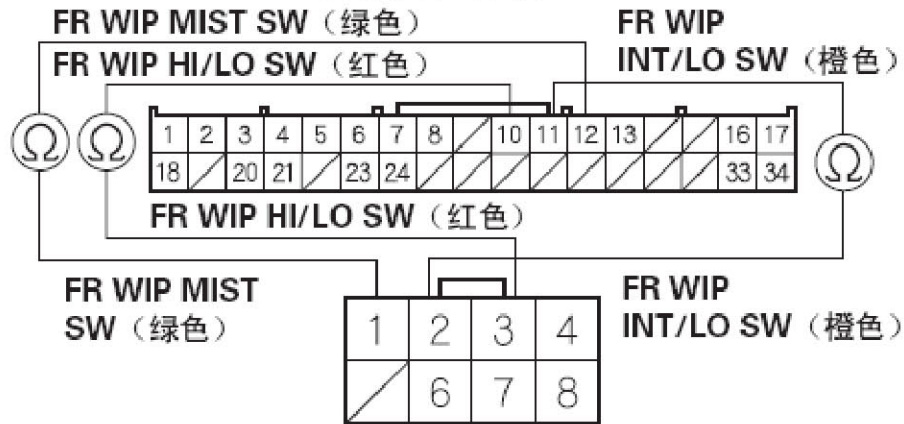 FR WIP MIST SW（绿色）
FR WIP HI/LO SW（红色）
FR WIP
INT/LO SW（橙色）
Ω Ω Ω
1 2 3 4 5 6 7 8 10 11 12 13 16 17
18 20 21 23 24 33 34
FR WIP HI/LO SW（红色）
FR WIP MIST
SW（绿色）
FR WIP
INT/LO SW（橙色）
1 2 3 4
6 7 8